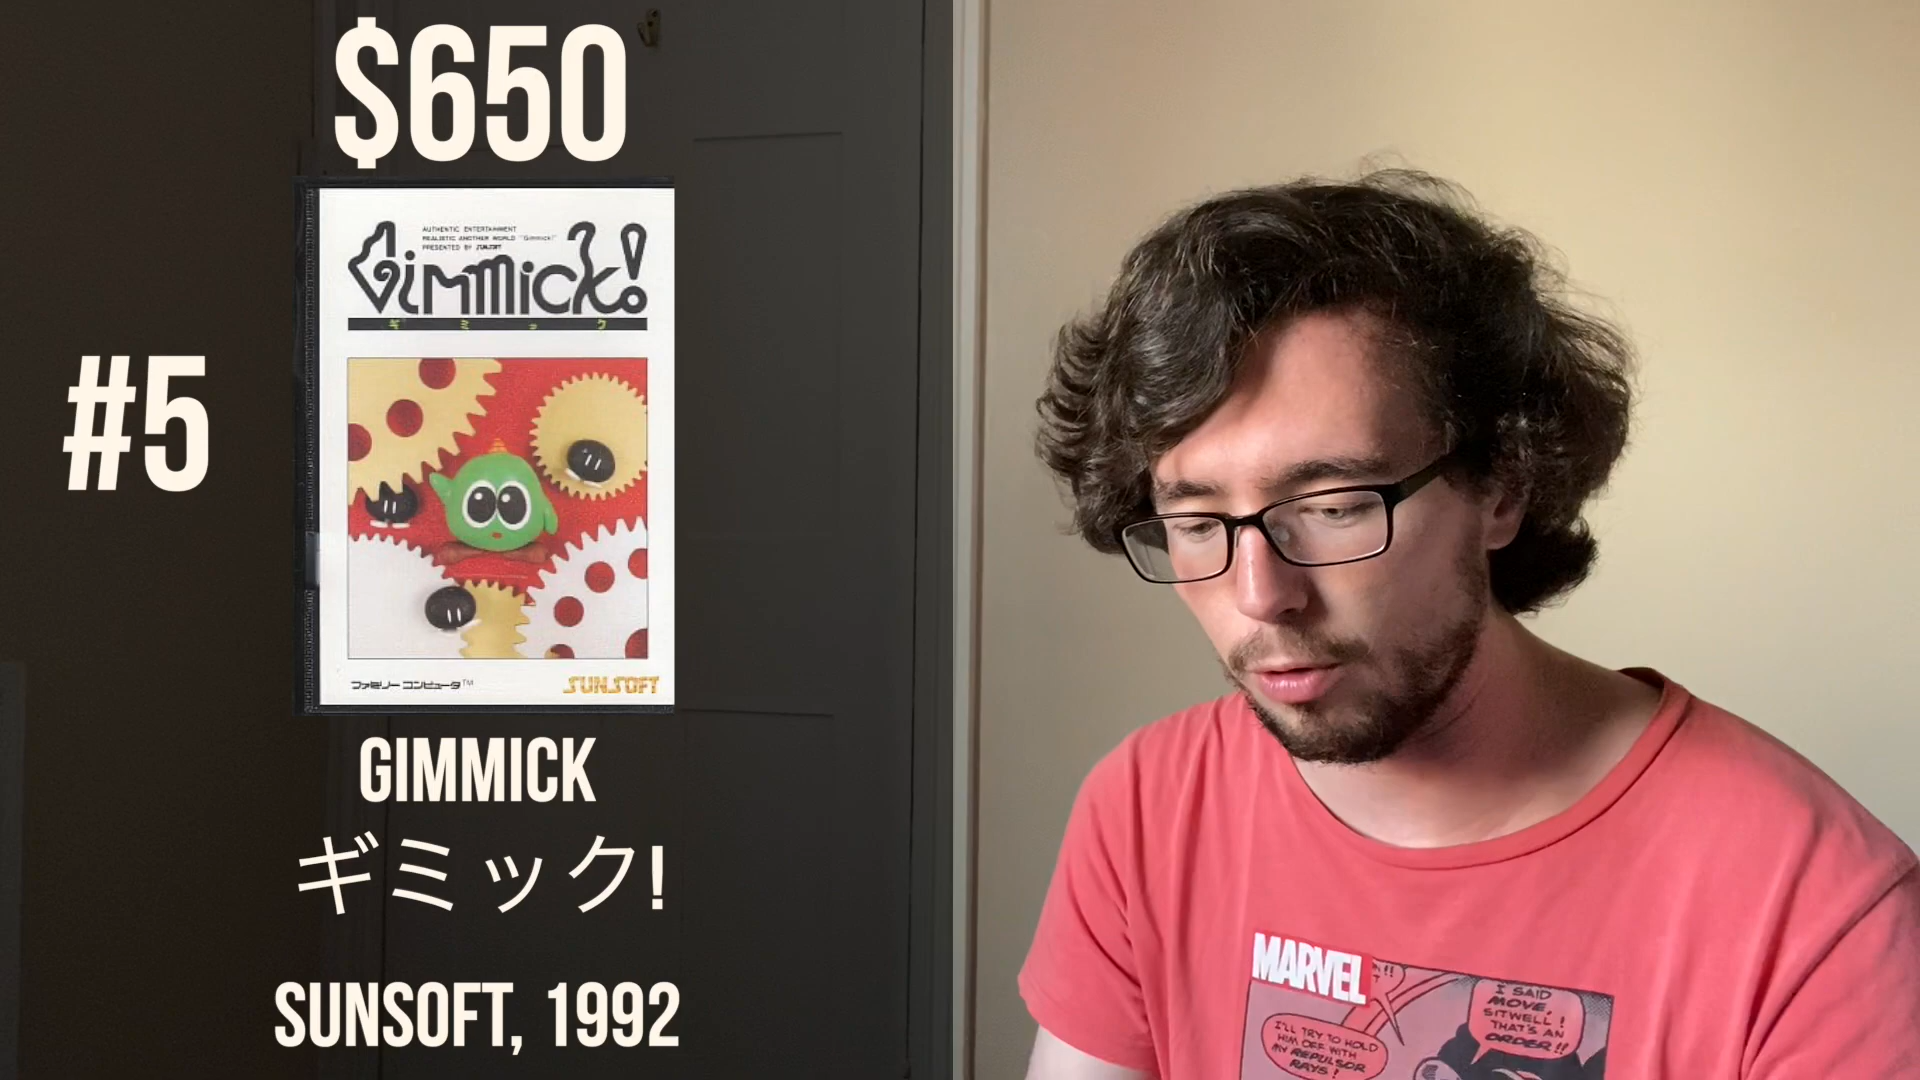 $650
AUTHENTIC ENTERTAINMENT
REALISTIC ANOTHER WORLD "Gimmick!"
PRESENTED BY SUNSOFT
Gimmick!
ギミック
#5
ファミリーコンピュータ™
SUNSOFT
GIMMICK
ギミック!
SUNSOFT, 1992
MARVEL
I SAID
MOVE,
SITWELL!
THAT'S AN
ORDER!!
I'LL TRY TO HOLD
HIM OFF WITH
MY REPULSOR
RAYS!